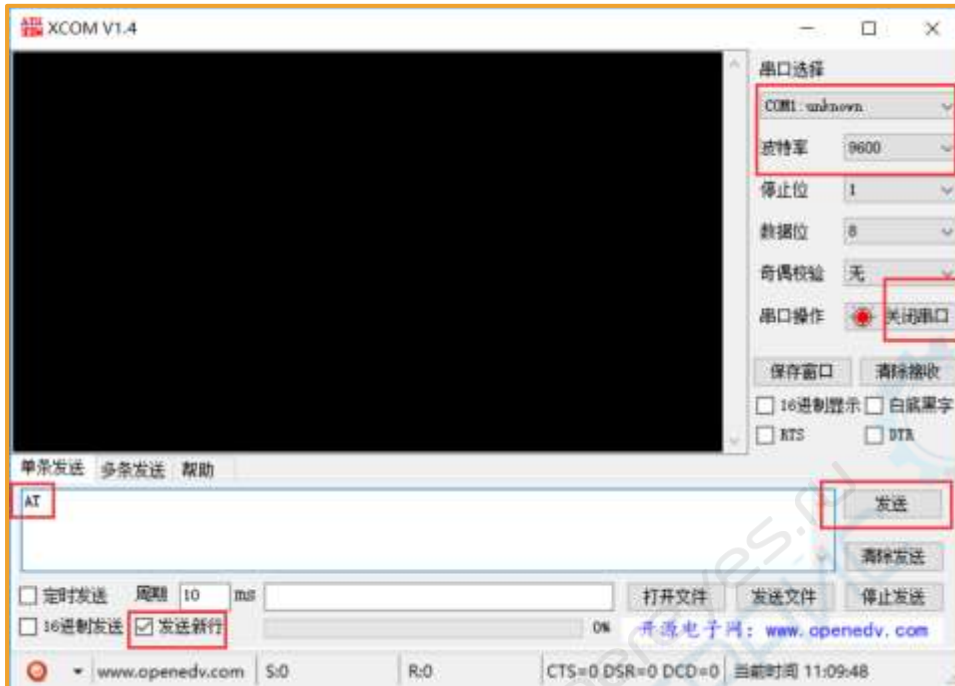 XCOM V1.4
串口选择
COM1:unknown
波特率 9600
停止位 1
数据位 8
奇偶校验 无
串口操作 关闭串口
保存窗口 清除接收
16进制显示 白底黑字
RTS DTR
单条发送 多条发送 帮助
AT
发送
清除发送
定时发送 周期 10 ms 打开文件 发送文件 停止发送
16进制发送 发送新行 0% 开源电子网：www.openedv.com
www.openedv.com S:0 R:0 CTS=0 DSR=0 DCD=0 当前时间 11:09:48